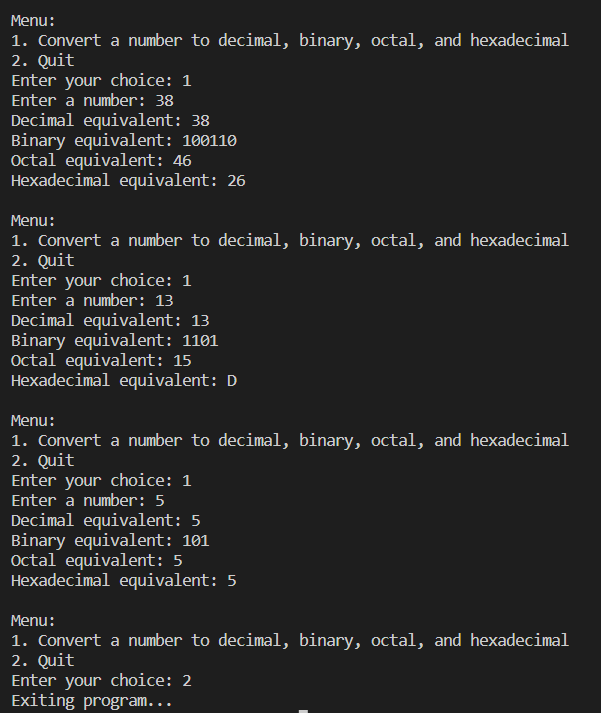 Menu:
1. Convert a number to decimal, binary, octal, and hexadecimal
2. Quit
Enter your choice: 1
Enter a number: 38
Decimal equivalent: 38
Binary equivalent: 100110
Octal equivalent: 46
Hexadecimal equivalent: 26

Menu:
1. Convert a number to decimal, binary, octal, and hexadecimal
2. Quit
Enter your choice: 1
Enter a number: 13
Decimal equivalent: 13
Binary equivalent: 1101
Octal equivalent: 15
Hexadecimal equivalent: D

Menu:
1. Convert a number to decimal, binary, octal, and hexadecimal
2. Quit
Enter your choice: 1
Enter a number: 5
Decimal equivalent: 5
Binary equivalent: 101
Octal equivalent: 5
Hexadecimal equivalent: 5

Menu:
1. Convert a number to decimal, binary, octal, and hexadecimal
2. Quit
Enter your choice: 2
Exiting program...